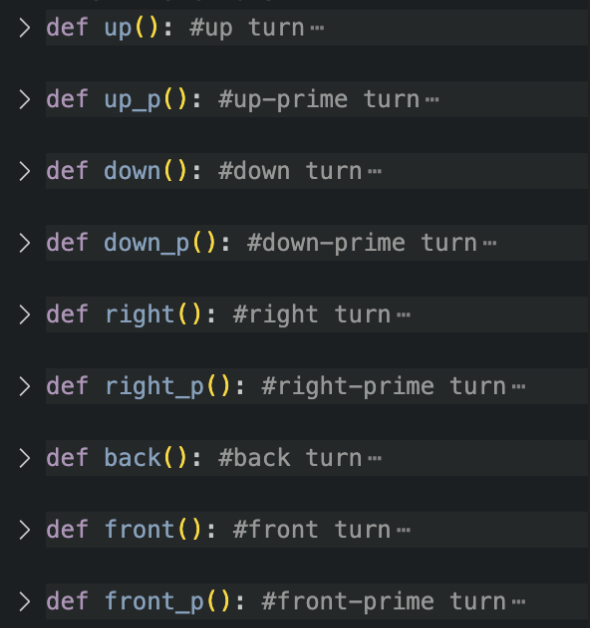 def up(): #up turn…
def up_p(): #up-prime turn…
def down(): #down turn…
def down_p(): #down-prime turn…
def right(): #right turn…
def right_p(): #right-prime turn…
def back(): #back turn…
def front(): #front turn…
def front_p(): #front-prime turn…